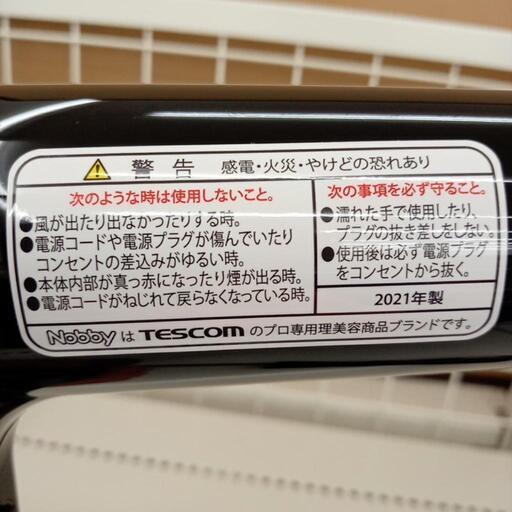 ⚠ 警告 感電・火災・やけどの恐れあり
次のような時は使用しないこと。
●風が出たり出なかったりする時。
●電源コードや電源プラグが傷んでいたり
コンセントの差込みがゆるい時。
●本体内部が真っ赤になったり煙が出る時。
●電源コードがねじれて戻らなくなっている時。
次の事項を必ず守ること。
●濡れた手で使用したり、
プラグの抜き差しをしない。
●使用後は必ず電源プラグ
をコンセントから抜く。
2021年製
Nobby は TESCOM のプロ専用理美容商品ブランドです。